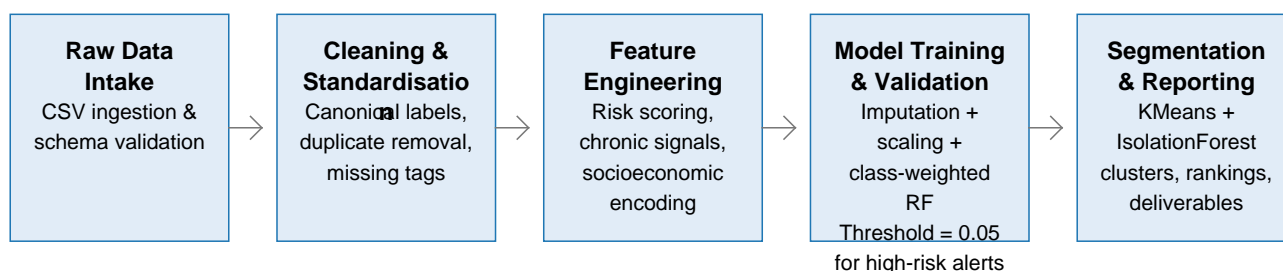 Raw Data
Intake
CSV ingestion &
schema validation
Cleaning &
Standardisatio
n
Canonical labels,
duplicate removal,
missing tags
Feature
Engineering
Risk scoring,
chronic signals,
socioeconomic
encoding
Model Training
& Validation
Imputation +
scaling +
class-weighted
RF
Threshold = 0.05
for high-risk alerts
Segmentation
& Reporting
KMeans +
IsolationForest
clusters, rankings,
deliverables